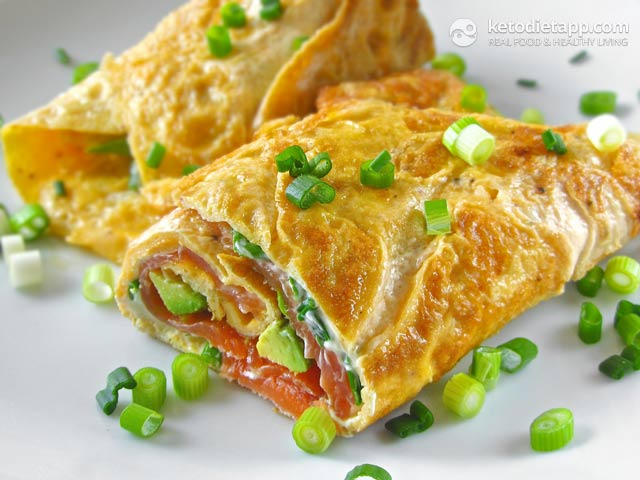 ketodietapp.com
REAL FOOD & HEALTHY LIVING